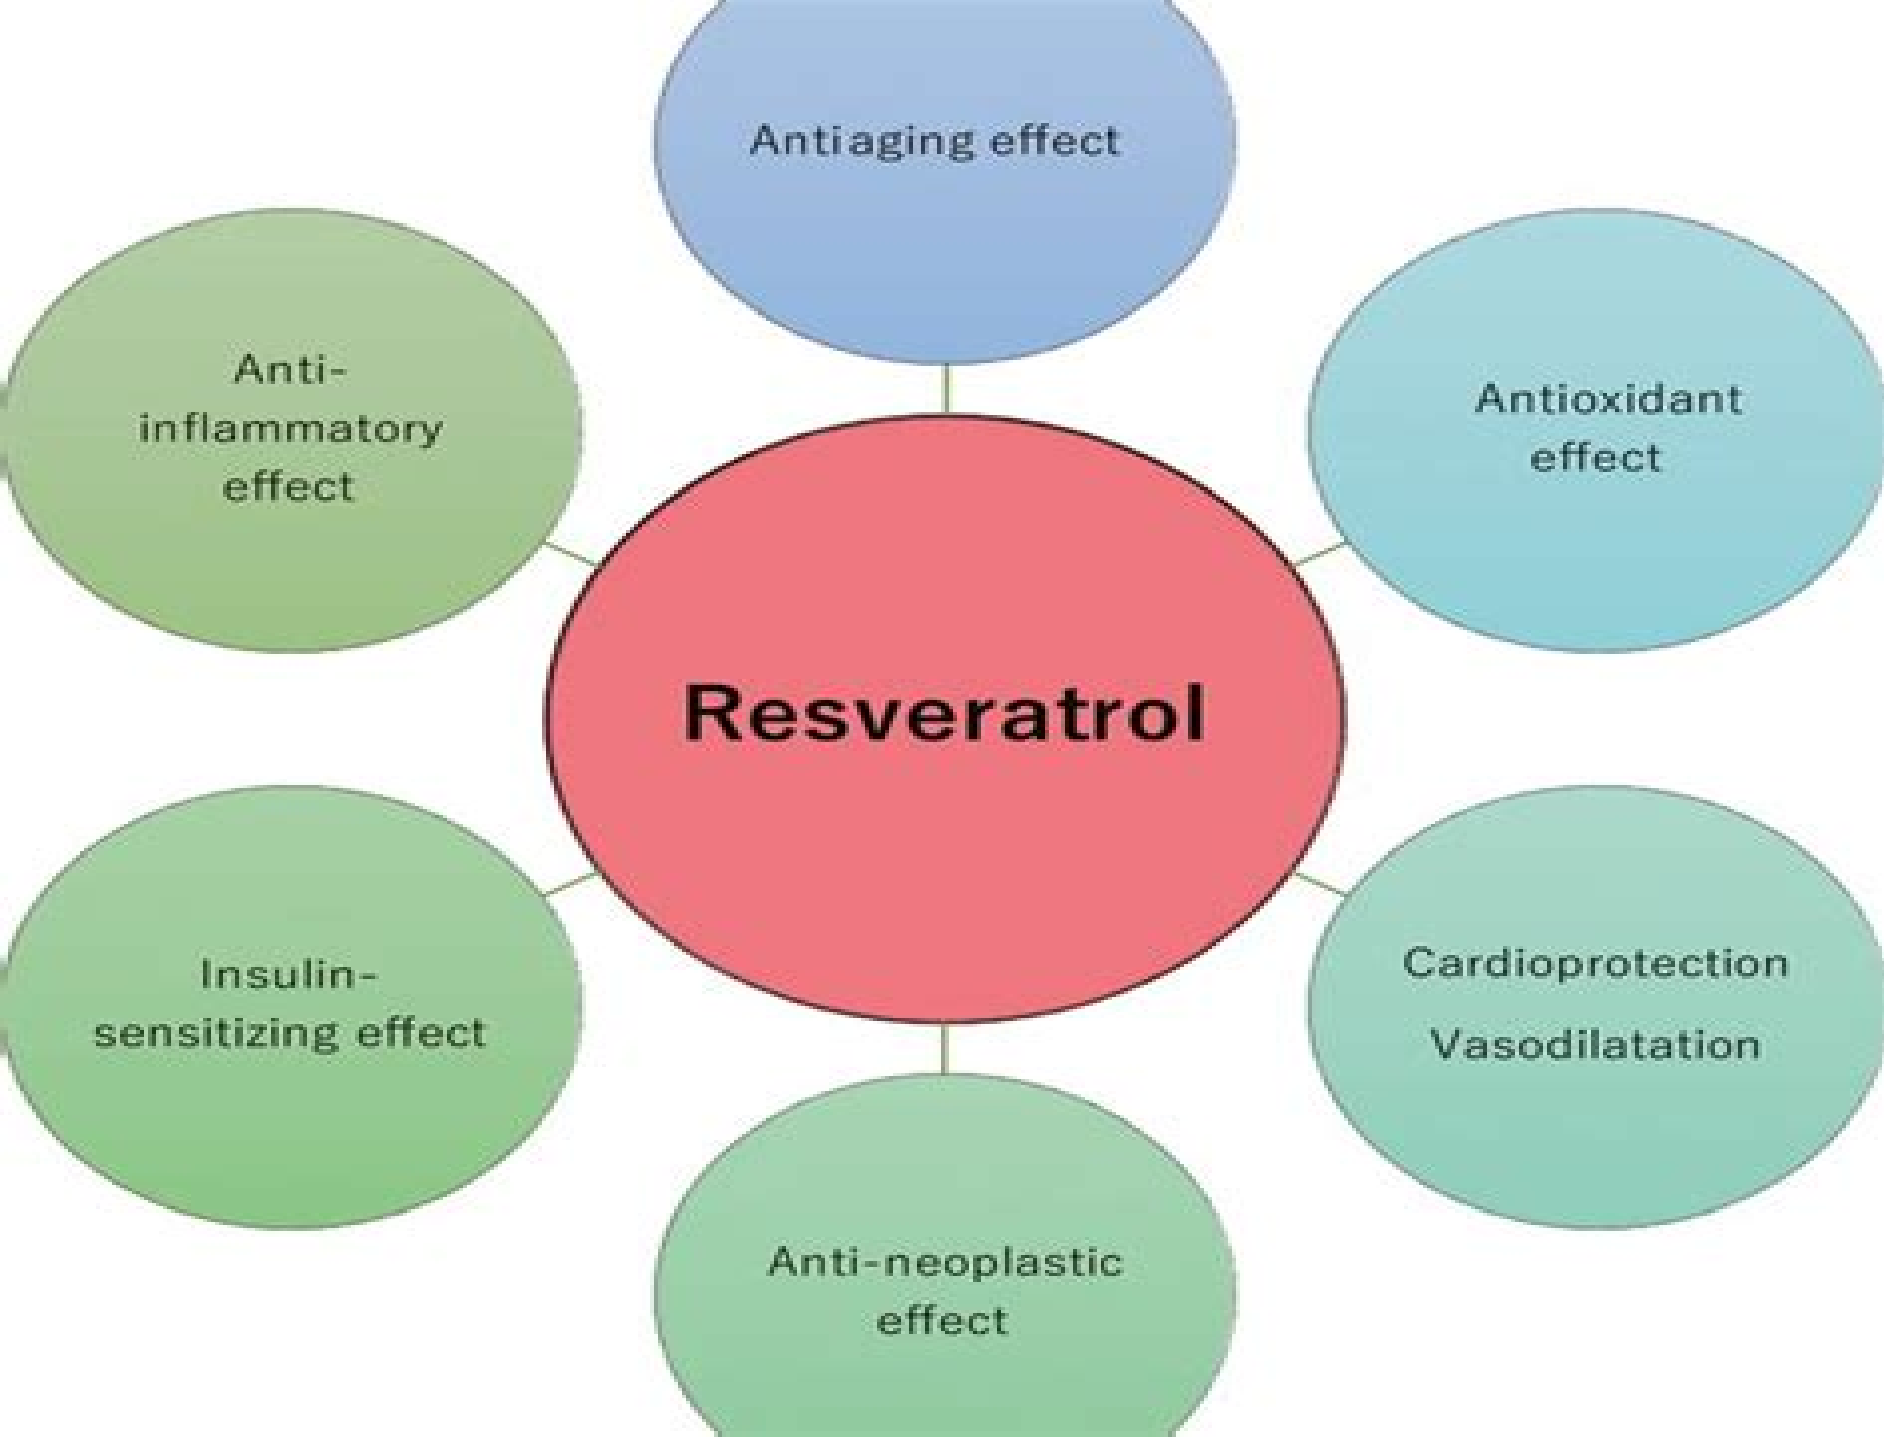 Antiaging effect
Anti-
inflammatory
effect
Antioxidant
effect
Resveratrol
Insulin-
sensitizing effect
Cardioprotection
Vasodilatation
Anti-neoplastic
effect